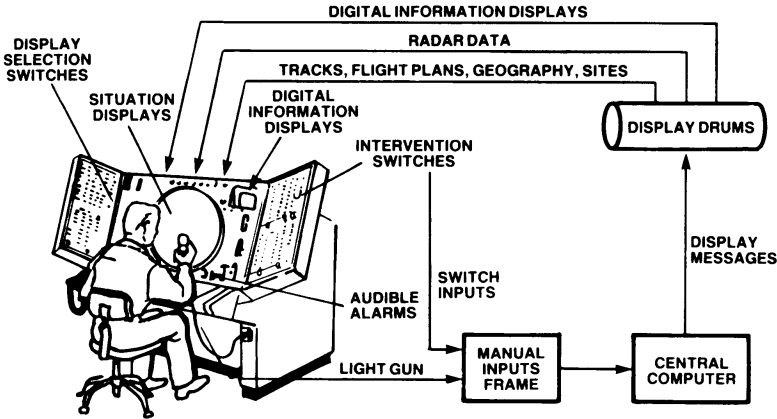 DIGITAL INFORMATION DISPLAYS
RADAR DATA
TRACKS, FLIGHT PLANS, GEOGRAPHY, SITES
DISPLAY
SELECTION
SWITCHES
SITUATION
DISPLAYS
DIGITAL
INFORMATION
DISPLAYS
INTERVENTION
SWITCHES
DISPLAY DRUMS
DISPLAY
MESSAGES
SWITCH
INPUTS
AUDIBLE
ALARMS
LIGHT GUN
MANUAL
INPUTS
FRAME
CENTRAL
COMPUTER